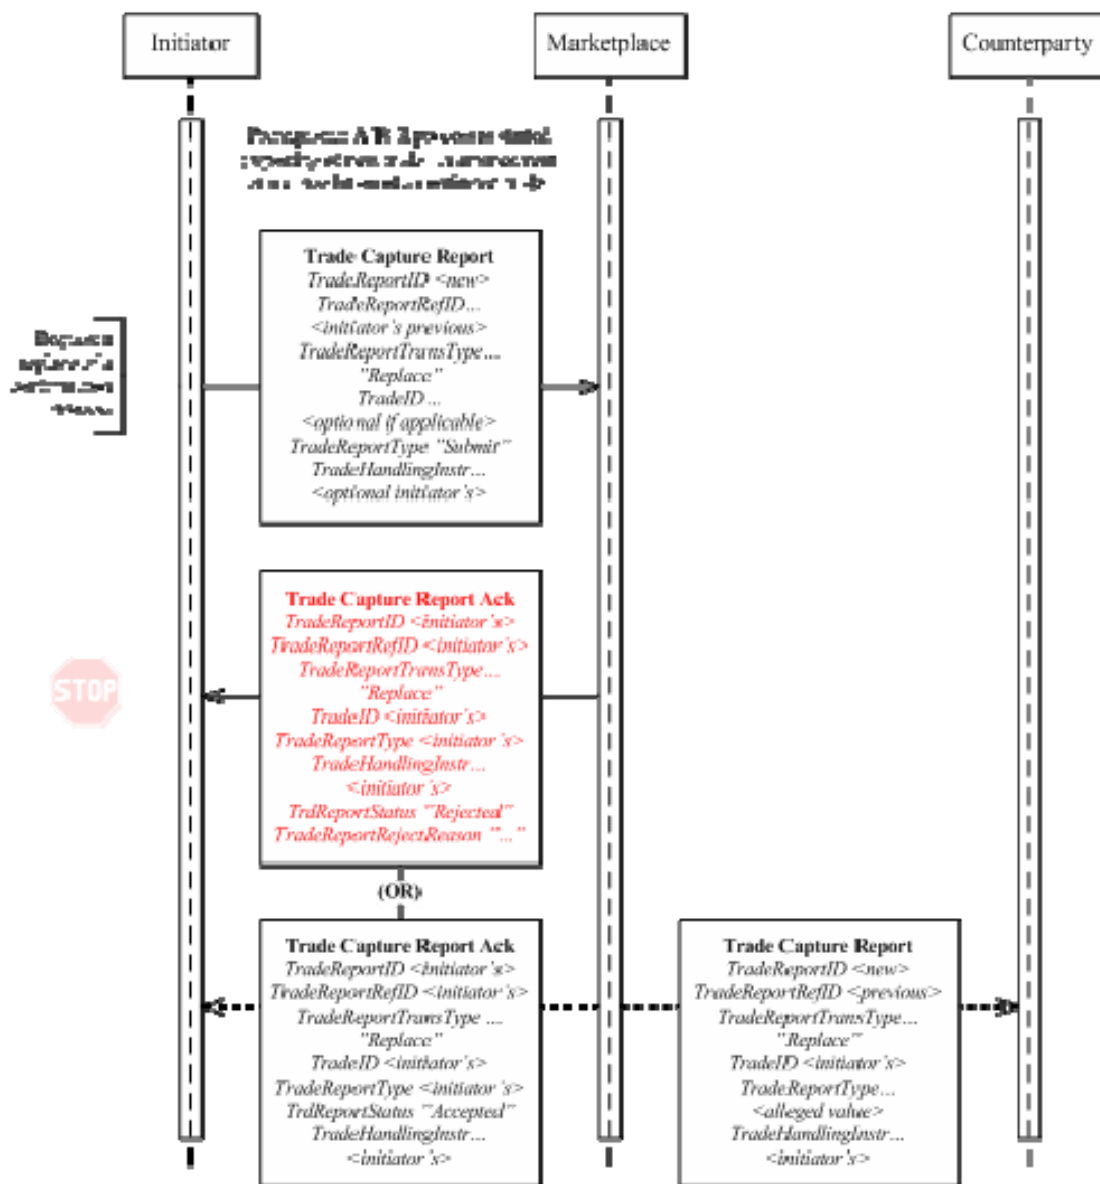 Initiator
Marketplace
Counterparty
Trade Capture Report
TradeReportID <new>
TradeReportRefID...
<initiator's previous>
TradeReportTransType ...
"Replace"
TradeID ...
<optional if applicable>
TradeReportType "Submit"
TradeHandlingInstr...
<optional initiator's>
Trade Capture Report Ack
TradeReportID <initiator's>
TradeReportRefID <initiator's>
TradeReportTransType...
"Replace"
TradeID <initiator's>
TradeReportType <initiator's>
TradeHandlingInstr...
<initiator's>
TrdReportStatus "Rejected"
TradeReportRejectReason "..."
STOP
(OR)
Trade Capture Report Ack
TradeReportID <initiator's>
TradeReportRefID <initiator's>
TradeReportTransType ...
"Replace"
TradeID <initiator's>
TradeReportType <initiator's>
TrdReportStatus "Accepted"
TradeHandlingInstr...
<initiator's>
Trade Capture Report
TradeReportID <new>
TradeReportRefID <previous>
TradeReportTransType...
"Replace"
TradeID <initiator's>
TradeReportType...
<alleged value>
TradeHandlingInstr...
<initiator's>